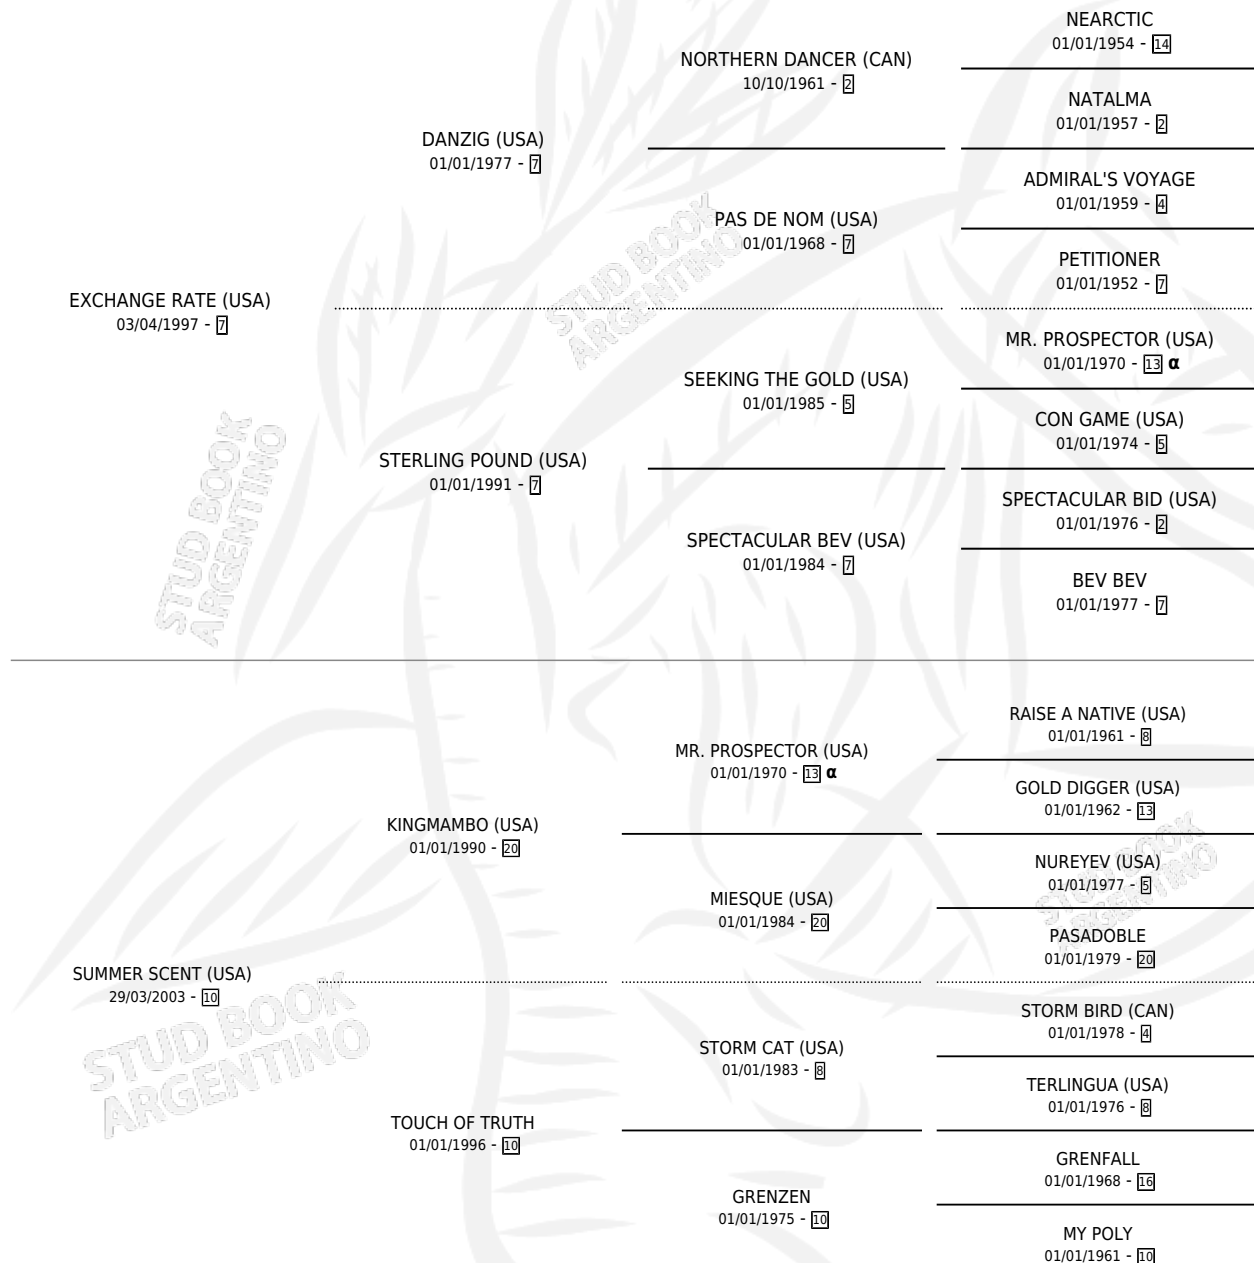 NEARCTIC
01/01/1954 - 14
NORTHERN DANCER (CAN)
10/10/1961 - 2
NATALMA
01/01/1957 - 2
DANZIG (USA)
01/01/1977 - 7
ADMIRAL'S VOYAGE
01/01/1959 - 4
PAS DE NOM (USA)
01/01/1968 - 7
PETITIONER
01/01/1952 - 7
EXCHANGE RATE (USA)
03/04/1997 - 7
MR. PROSPECTOR (USA)
01/01/1970 - 13 α
SEEKING THE GOLD (USA)
01/01/1985 - 5
CON GAME (USA)
01/01/1974 - 5
STERLING POUND (USA)
01/01/1991 - 7
SPECTACULAR BID (USA)
01/01/1976 - 2
SPECTACULAR BEV (USA)
01/01/1984 - 7
BEV BEV
01/01/1977 - 7
RAISE A NATIVE (USA)
01/01/1961 - 8
MR. PROSPECTOR (USA)
01/01/1970 - 13 α
GOLD DIGGER (USA)
01/01/1962 - 13
KINGMAMBO (USA)
01/01/1990 - 20
NUREYEV (USA)
01/01/1977 - 5
MIESQUE (USA)
01/01/1984 - 20
PASADOBLE
01/01/1979 - 20
SUMMER SCENT (USA)
29/03/2003 - 10
STORM BIRD (CAN)
01/01/1978 - 4
STORM CAT (USA)
01/01/1983 - 8
TERLINGUA (USA)
01/01/1976 - 8
TOUCH OF TRUTH
01/01/1996 - 10
GRENFALL
01/01/1968 - 16
GRENZEN
01/01/1975 - 10
MY POLY
01/01/1961 - 10
STUD BOOK
ARGENTINO
STUD BOOK
ARGENTINO
STUD BOOK
ARGENTINO
STUD BOOK
ARGENTINO